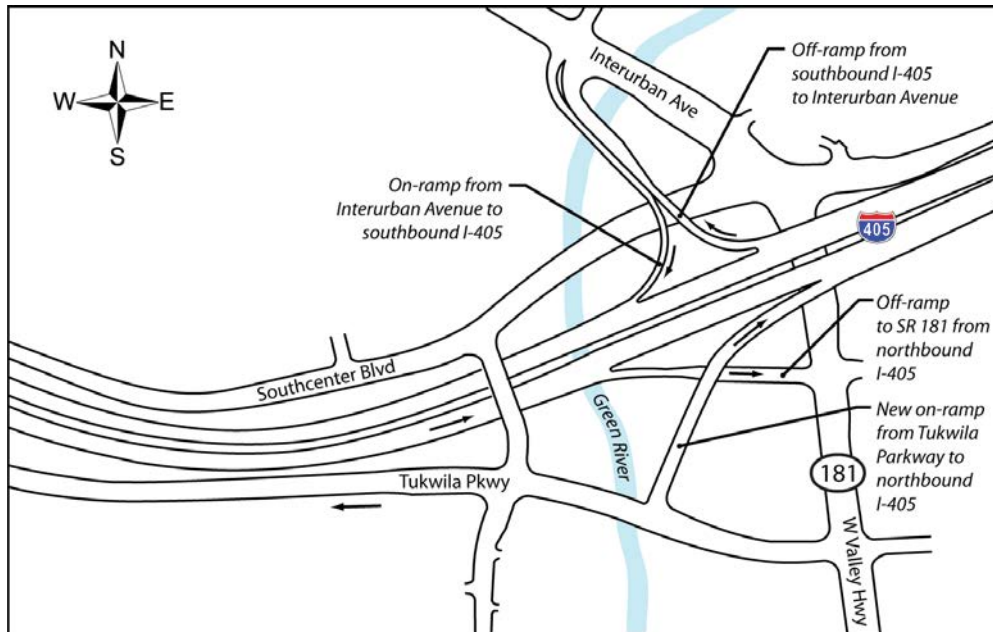 N
W
E
S
Interurban Ave
Off-ramp from
southbound I-405
to Interurban Avenue
On-ramp from
Interurban Avenue to
southbound I-405
405
Off-ramp
to SR 181 from
northbound
I-405
Southcenter Blvd
Green River
New on-ramp
from Tukwila
Parkway to
northbound
I-405
Tukwila Pkwy
181
W Valley Hwy